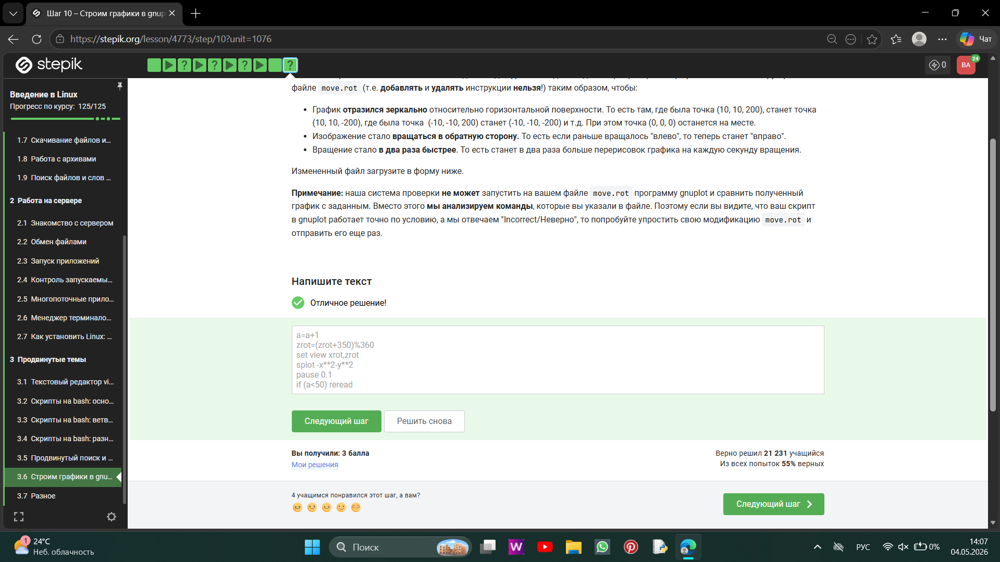 Шаг 10 – Строим графики в gnup
https://stepik.org/lesson/4773/step/10?unit=1076
Чат
stepik
0
ВА
24
Введение в Linux
Прогресс по курсу: 125/125
1.7 Скачивание файлов и...
1.8 Работа с архивами
1.9 Поиск файлов и слов ...
2 Работа на сервере
2.1 Знакомство с сервером
2.2 Обмен файлами
2.3 Запуск приложений
2.4 Контроль запускаемы...
2.5 Многопоточные прило...
2.6 Менеджер терминало...
2.7 Как установить Linux: ...
3 Продвинутые темы
3.1 Текстовый редактор vi...
3.2 Скрипты на bash: осно...
3.3 Скрипты на bash: ветв...
3.4 Скрипты на bash: разн...
3.5 Продвинутый поиск и ...
3.6 Строим графики в gnu...
3.7 Разное
файле move.rot (т.е. добавлять и удалять инструкции нельзя!) таким образом, чтобы:
• График отразился зеркально относительно горизонтальной поверхности. То есть там, где была точка (10, 10, 200), станет точка
(10, 10, -200), где была точка (-10, -10, 200) станет (-10, -10, -200) и т.д. При этом точка (0, 0, 0) останется на месте.
• Изображение стало вращаться в обратную сторону. То есть если раньше вращалось "влево", то теперь станет "вправо".
• Вращение стало в два раза быстрее. То есть станет в два раза больше перерисовок графика на каждую секунду вращения.
Измененный файл загрузите в форму ниже.
Примечание: наша система проверки не может запустить на вашем файле move.rot программу gnuplot и сравнить полученный
график с заданным. Вместо этого мы анализируем команды, которые вы указали в файле. Поэтому если вы видите, что ваш скрипт
в gnuplot работает точно по условию, а мы отвечаем "Incorrect/Неверно", то попробуйте упростить свою модификацию move.rot и
отправить его еще раз.
Напишите текст
Отличное решение!
a=a+1
zrot=(zrot+350)%360
set view xrot,zrot
splot -x**2-y**2
pause 0.1
if (a<50) reread
Следующий шаг
Решить снова
Вы получили: 3 балла
Мои решения
Верно решил 21 231 учащийся
Из всех попыток 55% верных
4 учащимся понравился этот шаг, а вам?
Следующий шаг
1
24°C
Неб. облачность
Поиск
W
РУС
0%
14:07
04.05.2026